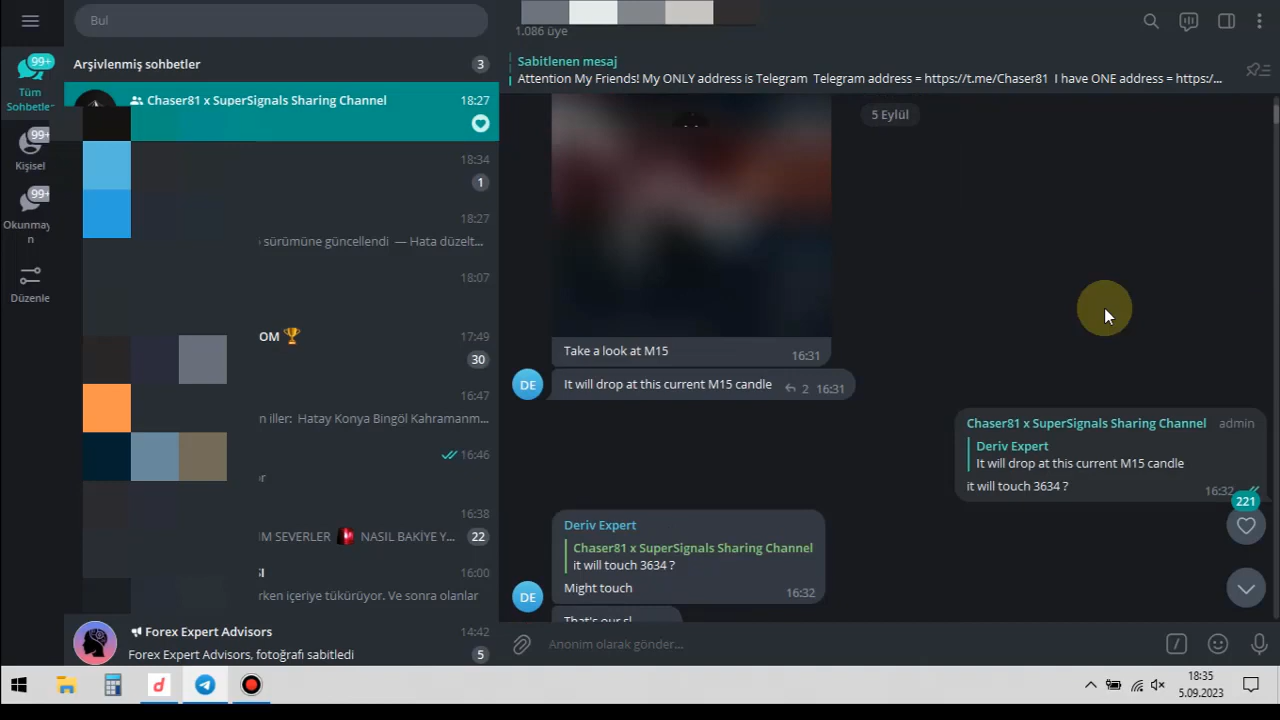 Bul
Arşivlenmiş sohbetler
3
99+
Tüm
Sohbetler
99+
Kişisel
99+
Okunmay
n
Düzenle
Chaser81 x SuperSignals Sharing Channel
18:27
18:34
1
18:27
sürümüne güncellendi — Hata düzelt...
18:07
OM 🏆
17:49
30
16:47
n iller: Hatay Konya Bingöl Kahramanm...
16:46
or
16:38
IM SEVERLER NASIL BAKİYE Y...
22
SI
16:00
rken içeriye tükürüyor. Ve sonra olanlar
Forex Expert Advisors
14:42
Forex Expert Advisors, fotoğrafı sabitledi
5
1.086 üye
Sabitlenen mesaj
Attention My Friends! My ONLY address is Telegram Telegram address = https://t.me/Chaser81 I have ONE address = https:/...
5 Eylül
Take a look at M15
16:31
DE
It will drop at this current M15 candle
2 16:31
Chaser81 x SuperSignals Sharing Channel admin
Deriv Expert
It will drop at this current M15 candle
it will touch 3634 ?
16:32
221
Deriv Expert
Chaser81 x SuperSignals Sharing Channel
it will touch 3634 ?
Might touch
16:32
DE
That's our sl
Anonim olarak gönder...
18:35
5.09.2023